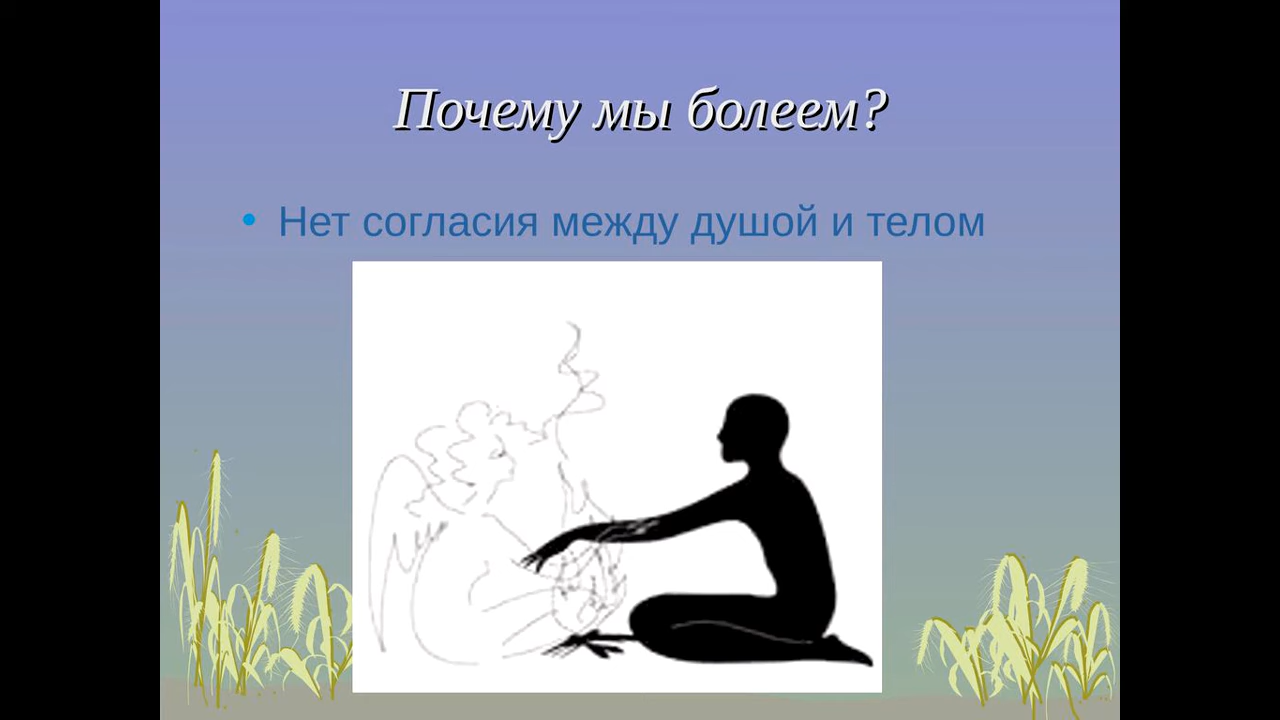 Почему мы болеем?
• Нет согласия между душой и телом